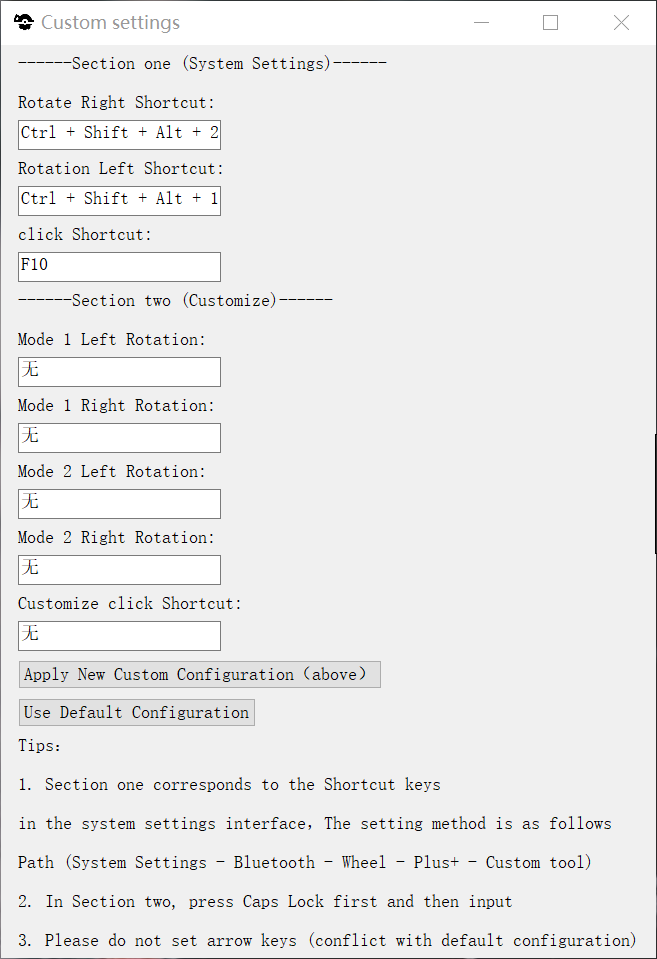 Custom settings
------Section one (System Settings)------
Rotate Right Shortcut:
Ctrl + Shift + Alt + 2
Rotation Left Shortcut:
Ctrl + Shift + Alt + 1
click Shortcut:
F10
------Section two (Customize)------
Mode 1 Left Rotation:
无
Mode 1 Right Rotation:
无
Mode 2 Left Rotation:
无
Mode 2 Right Rotation:
无
Customize click Shortcut:
无
Apply New Custom Configuration（above）
Use Default Configuration
Tips:
1. Section one corresponds to the Shortcut keys
in the system settings interface, The setting method is as follows
Path (System Settings - Bluetooth - Wheel - Plus+ - Custom tool)
2. In Section two, press Caps Lock first and then input
3. Please do not set arrow keys (conflict with default configuration)